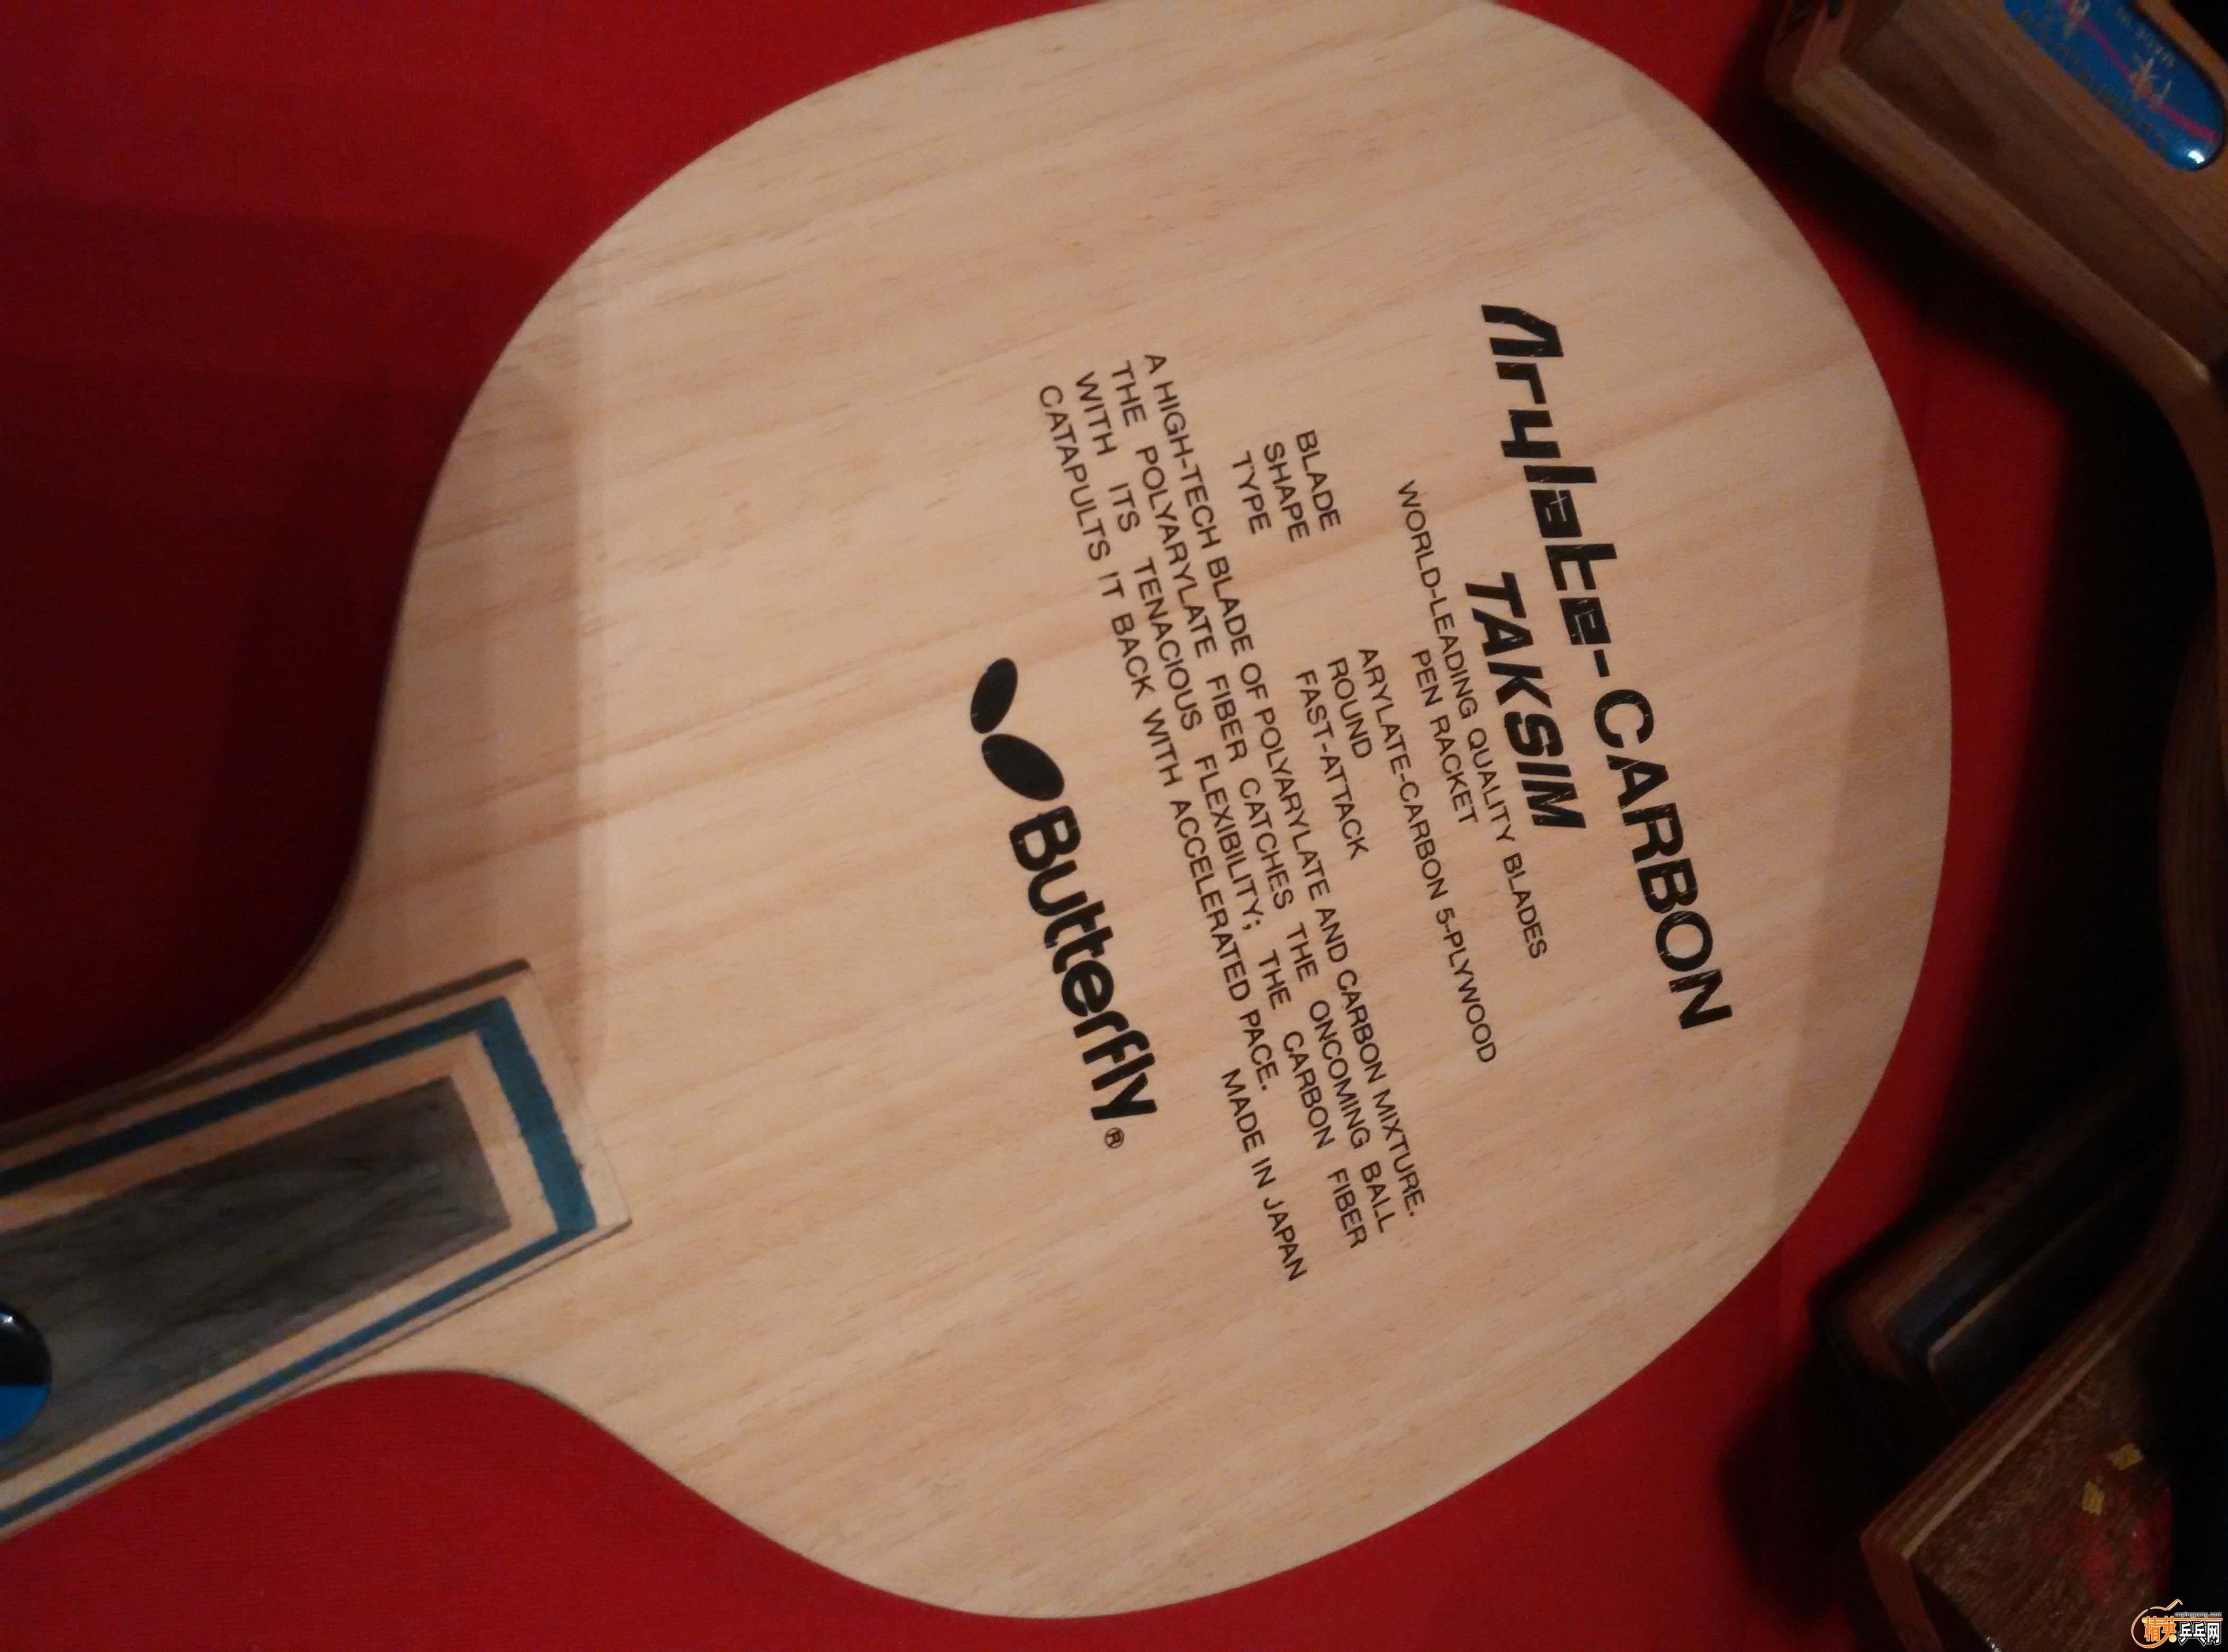 Arylate-CARBON
TAKSIM
WORLD-LEADING QUALITY BLADES
PEN RACKET
BLADE ARYLATE-CARBON 5-PLYWOOD
SHAPE ROUND
TYPE FAST-ATTACK
A HIGH-TECH BLADE OF POLYARYLATE AND CARBON MIXTURE.
THE POLYARYLATE FIBER CATCHES THE ONCOMING BALL
WITH ITS TENACIOUS FLEXIBILITY; THE CARBON FIBER
CATAPULTS IT BACK WITH ACCELERATED PACE.
MADE IN JAPAN
Butterfly®
精英乒乓网